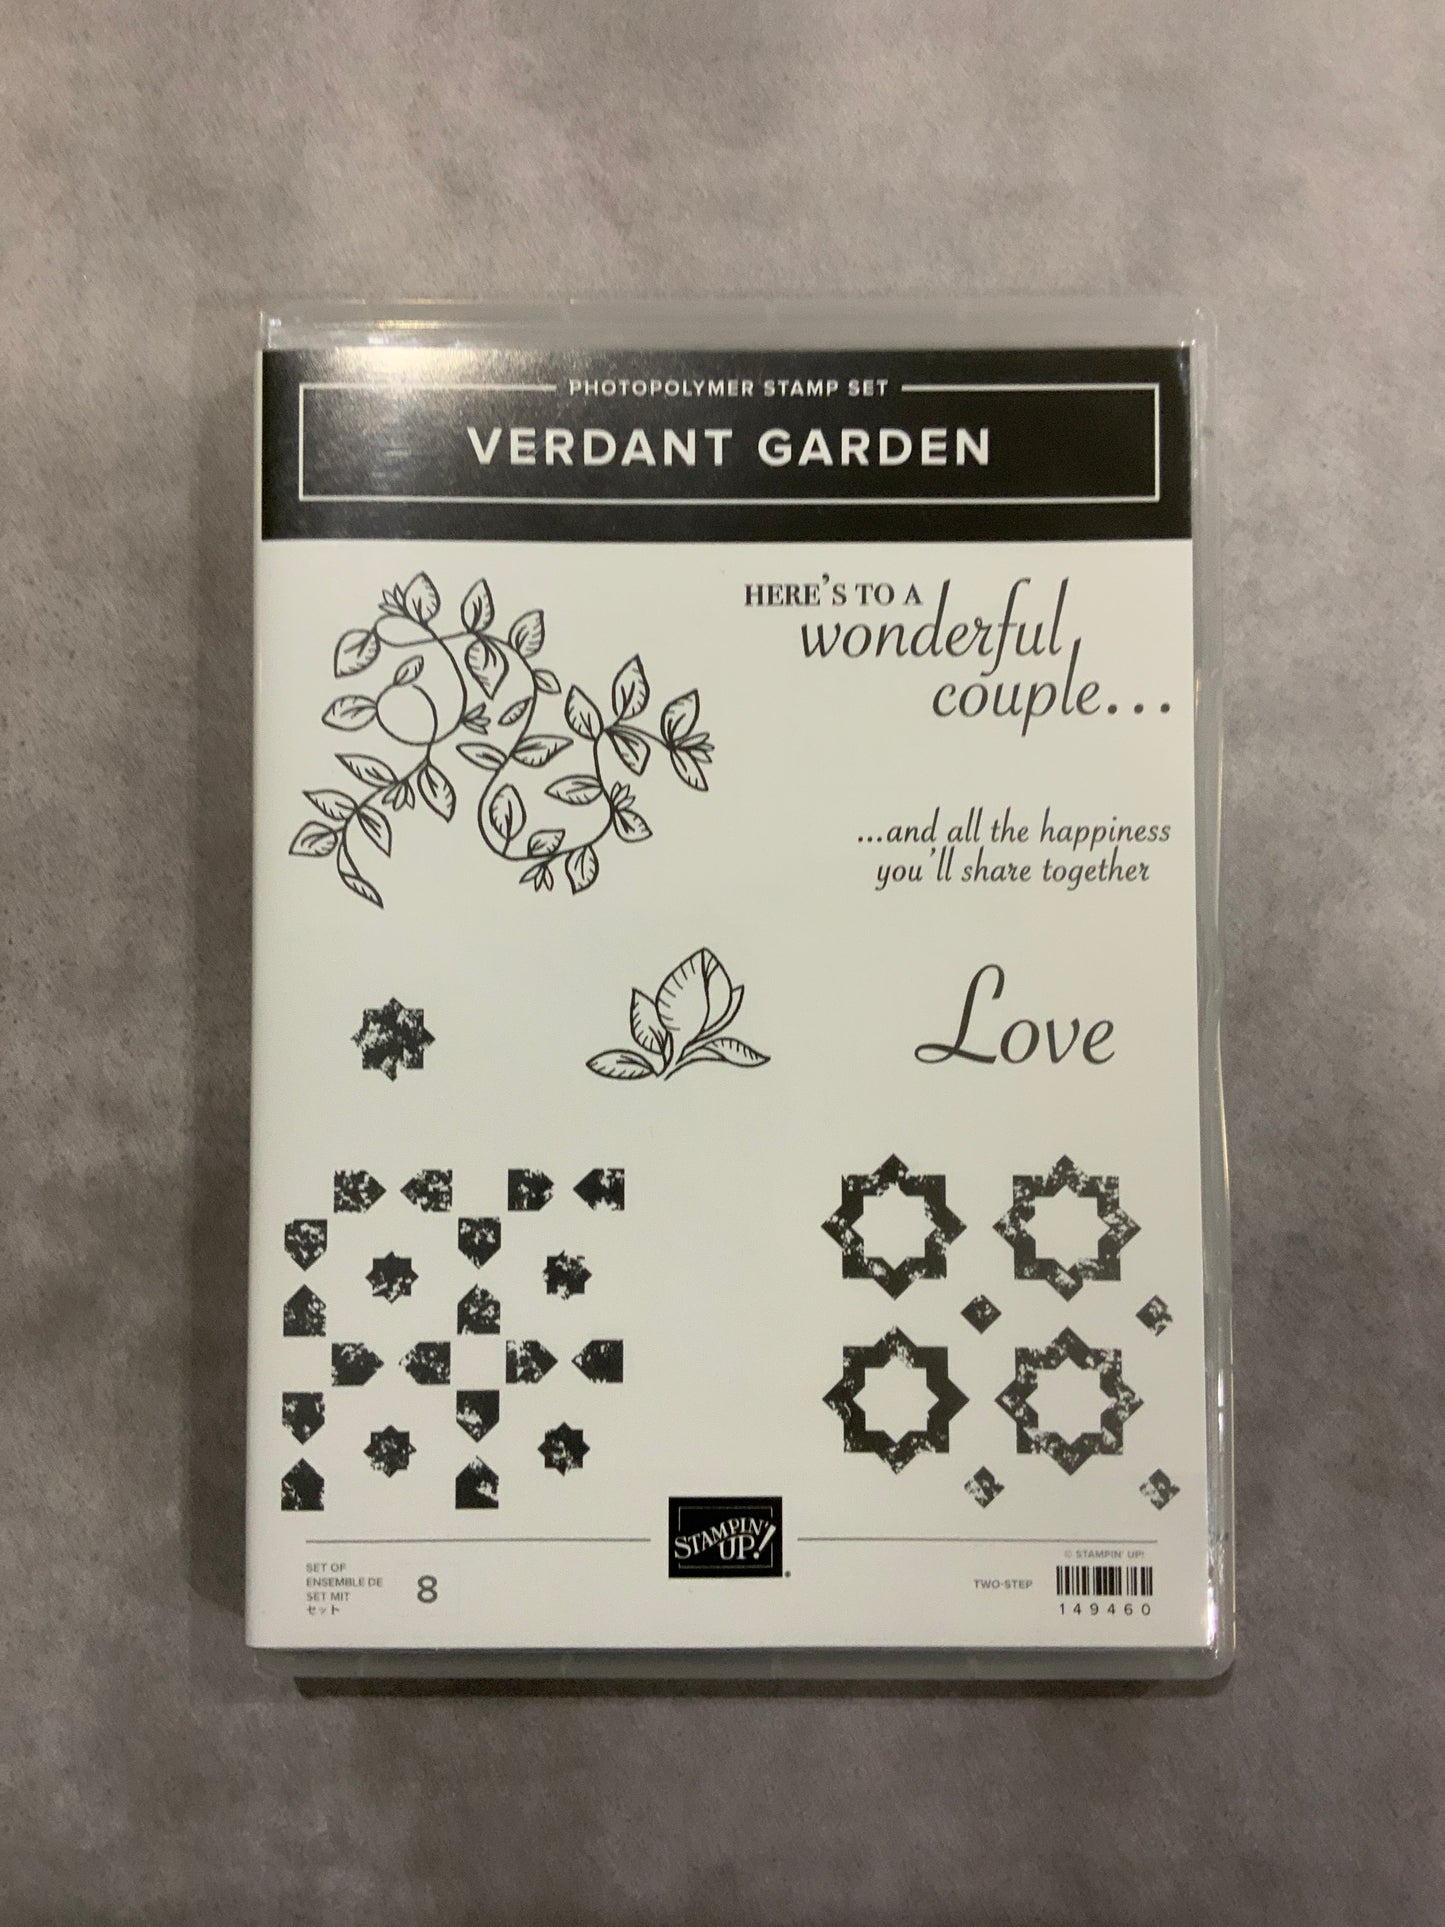 PHOTOPOLYMER STAMP SET
VERDANT GARDEN
HERE'S TO A
wonderful
couple...
...and all the happiness
you'll share together
Love
STAMPIN'
UP!
SET OF
ENSEMBLE DE
SET MIT
セット
8
© STAMPIN' UP!
TWO-STEP
149460